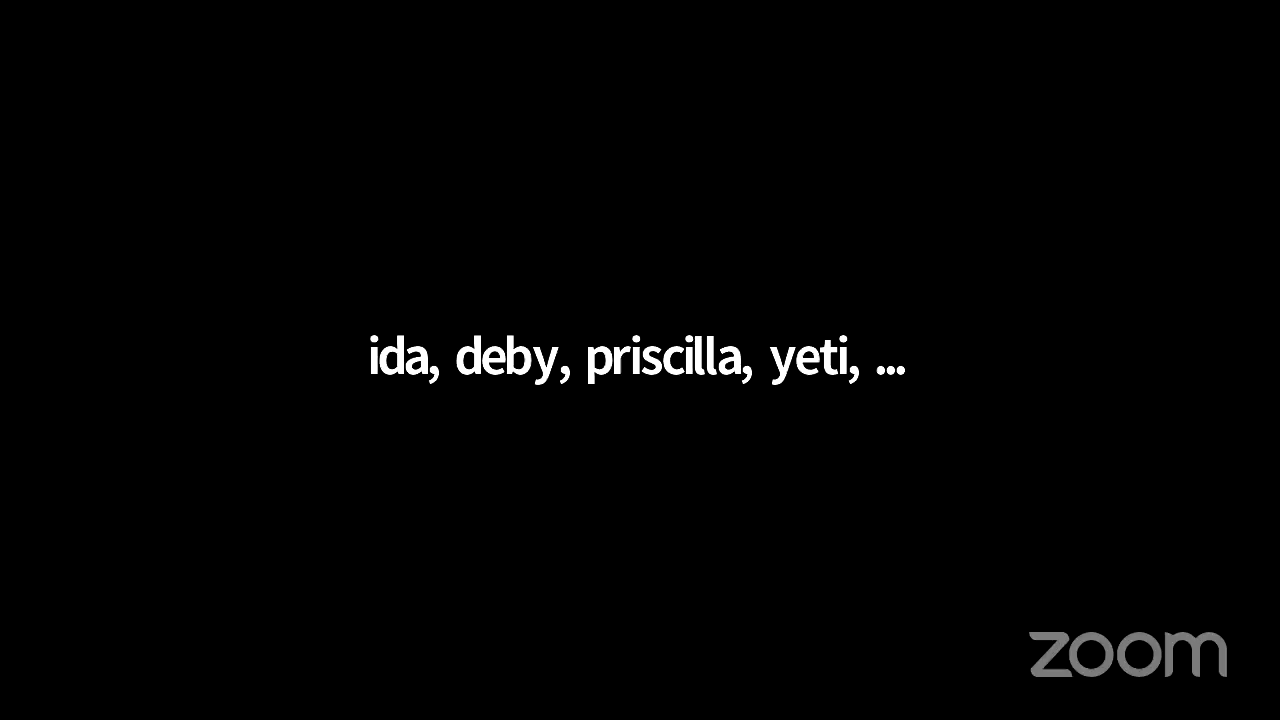 ida, deby, priscilla, yeti, ...
zoom